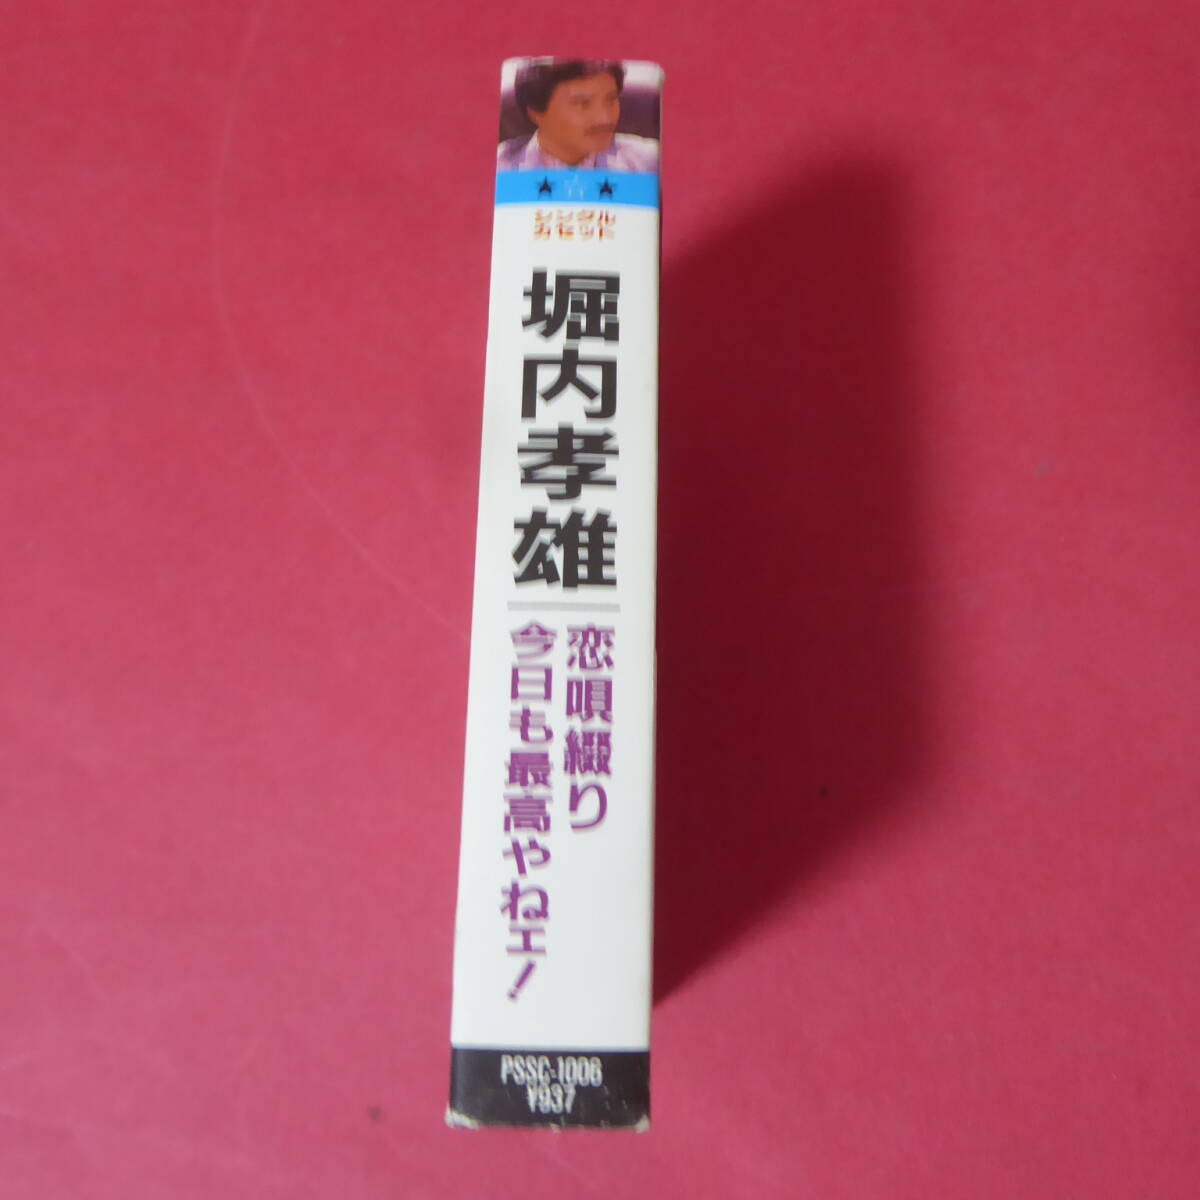 シングル
カセット
堀内孝雄
恋唄綴り
今日も最高やねェ!
PSSC-1006
¥937